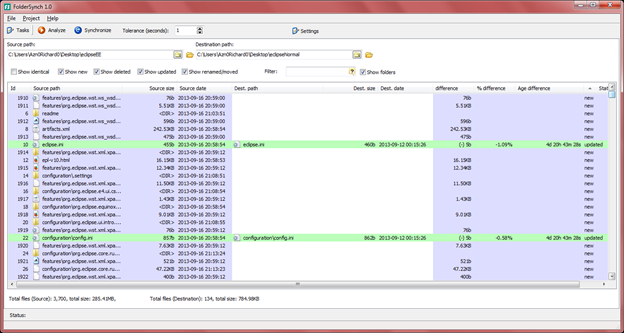 FolderSynch 1.0
File Project Help
Tasks Analyze Synchronize Tolerance (seconds): 1 Settings
Source path: Destination path:
C:\Users\Azn0Richard0\Desktop\eclipseEE C:\Users\Azn0Richard0\Desktop\eclipseNormal
Show identical Show new Show deleted Show updated Show renamed/moved Filter: Show folders
Id Source path Source size Source date Dest. path Dest. size Dest. date difference % difference Age difference Stat
1910 features\org.eclipse.wst.ws_wsd... 76b 2013-09-16 20:59:00 76b new
1911 features\org.eclipse.wst.ws_wsd... 5.51KB 2013-09-16 20:59:00 5.51KB new
6 readme <DIR> 2013-09-16 21:03:51 new
1912 features\org.eclipse.wst.ws_wsd... 596b 2013-09-16 20:59:00 596b new
8 artifacts.xml 242.53KB 2013-09-16 20:58:54 242.53KB new
1913 features\org.eclipse.wst.ws_wsd... 475b 2013-09-16 20:59:00 475b new
10 eclipse.ini 455b 2013-09-16 20:58:54 eclipse.ini 460b 2013-09-12 00:15:26 (-) 5b -1.09% 4d 20h 43m 28s updated
1914 features\org.eclipse.wst.xml.xpa... <DIR> 2013-09-16 20:59:12 new
12 epl-v10.html 16.15KB 2013-09-16 20:58:53 16.15KB new
1915 features\org.eclipse.wst.xml.xpa... 12.34KB 2013-09-16 20:59:12 12.34KB new
14 configuration\.settings <DIR> 2013-09-16 21:08:54 new
1916 features\org.eclipse.wst.xml.xpa... 11.50KB 2013-09-16 20:59:12 11.50KB new
16 configuration\org.eclipse.e4.ui.cs... <DIR> 2013-09-16 21:08:54 new
1917 features\org.eclipse.wst.xml.xpa... 1.43KB 2013-09-16 20:59:12 1.43KB new
18 configuration\org.eclipse.equinox... <DIR> 2013-09-16 20:58:54 new
1918 features\org.eclipse.wst.xml.xpa... 9.01KB 2013-09-16 20:59:12 9.01KB new
20 configuration\org.eclipse.ui.intro... <DIR> 2013-09-16 21:08:55 new
1919 features\org.eclipse.wst.xml.xpa... 76b 2013-09-16 20:59:12 76b new
22 configuration\config.ini 857b 2013-09-16 20:58:54 configuration\config.ini 862b 2013-09-12 00:15:26 (-) 5b -0.58% 4d 20h 43m 28s updated
1920 features\org.eclipse.wst.xml.xpa... 7.63KB 2013-09-16 20:59:12 7.63KB new
24 configuration\org.eclipse.core.ru... <DIR> 2013-09-16 21:13:24 new
1921 features\org.eclipse.wst.xml.xpa... 521b 2013-09-16 20:59:12 521b new
26 configuration\org.eclipse.core.ru... 47.22KB 2013-09-16 21:13:23 47.22KB new
1922 features\org.eclipse.wst.xml.xpa... 400b 2013-09-16 20:59:12 400b new
Total files (Source): 3,700, total size: 285.41MB, Total files (Destination): 134, total size: 784.98KB
Status: